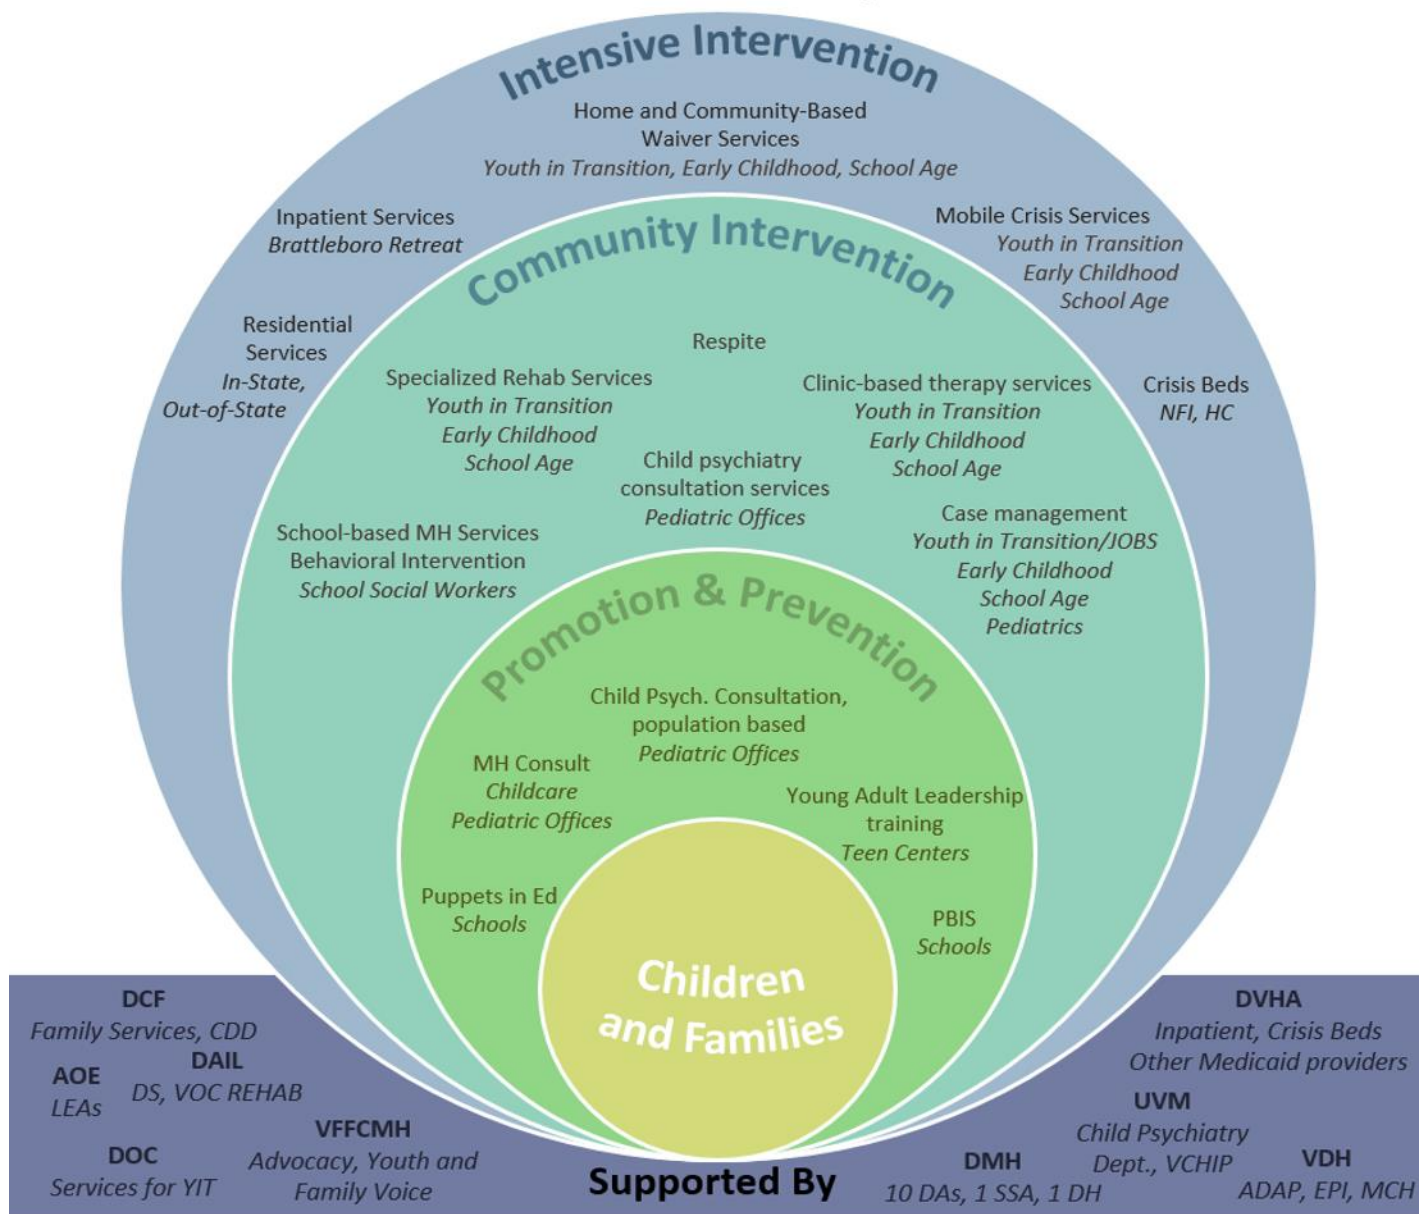 Intensive Intervention
Home and Community-Based
Waiver Services
Youth in Transition, Early Childhood, School Age
Inpatient Services
Brattleboro Retreat
Mobile Crisis Services
Youth in Transition
Early Childhood
School Age
Residential
Services
In-State,
Out-of-State
Crisis Beds
NFI, HC
Community Intervention
Respite
Specialized Rehab Services
Youth in Transition
Early Childhood
School Age
Clinic-based therapy services
Youth in Transition
Early Childhood
School Age
Child psychiatry
consultation services
Pediatric Offices
School-based MH Services
Behavioral Intervention
School Social Workers
Case management
Youth in Transition/JOBS
Early Childhood
School Age
Pediatrics
Promotion & Prevention
Child Psych. Consultation,
population based
Pediatric Offices
MH Consult
Childcare
Pediatric Offices
Young Adult Leadership
training
Teen Centers
Puppets in Ed
Schools
PBIS
Schools
Children
and Families
DCF
Family Services, CDD
DAIL
DS, VOC REHAB
AOE
LEAs
VFFCMH
Advocacy, Youth and
Family Voice
DOC
Services for YIT
Supported By
DVHA
Inpatient, Crisis Beds
Other Medicaid providers
UVM
Child Psychiatry
Dept., VCHIP
DMH
10 DAs, 1 SSA, 1 DH
VDH
ADAP, EPI, MCH